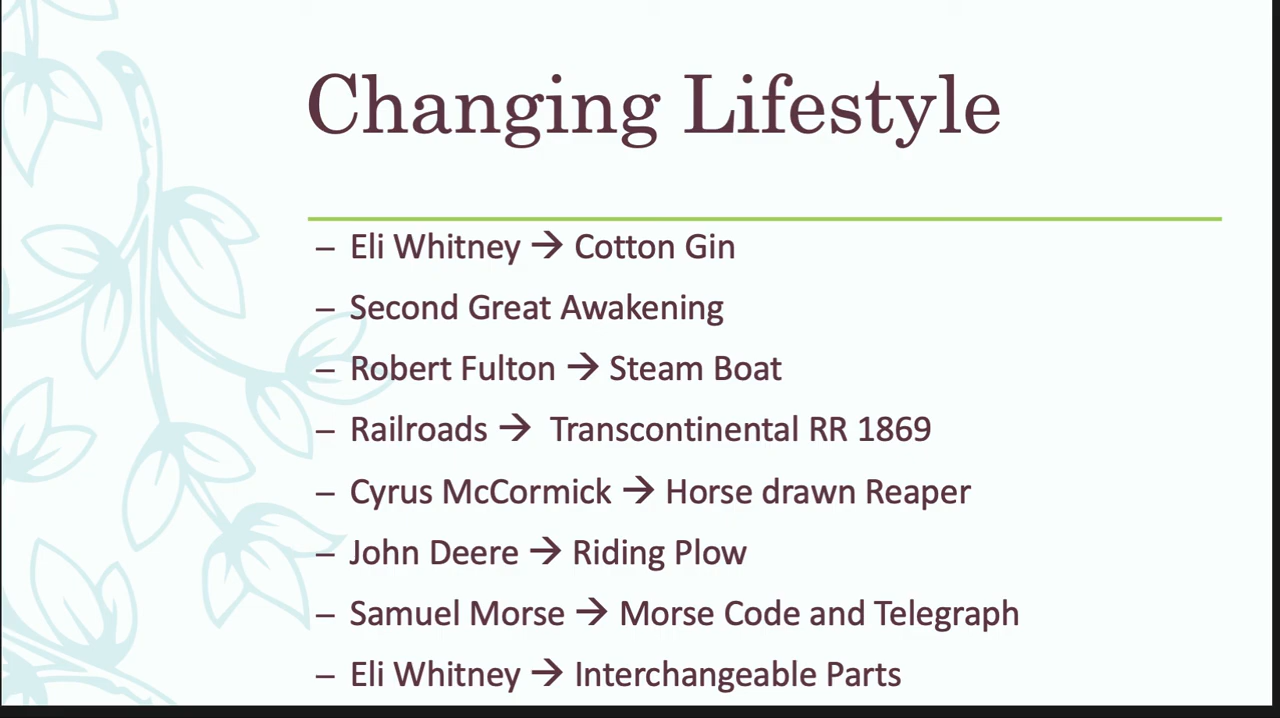 Changing Lifestyle
– Eli Whitney → Cotton Gin
– Second Great Awakening
– Robert Fulton → Steam Boat
– Railroads → Transcontinental RR 1869
– Cyrus McCormick → Horse drawn Reaper
– John Deere → Riding Plow
– Samuel Morse → Morse Code and Telegraph
– Eli Whitney → Interchangeable Parts